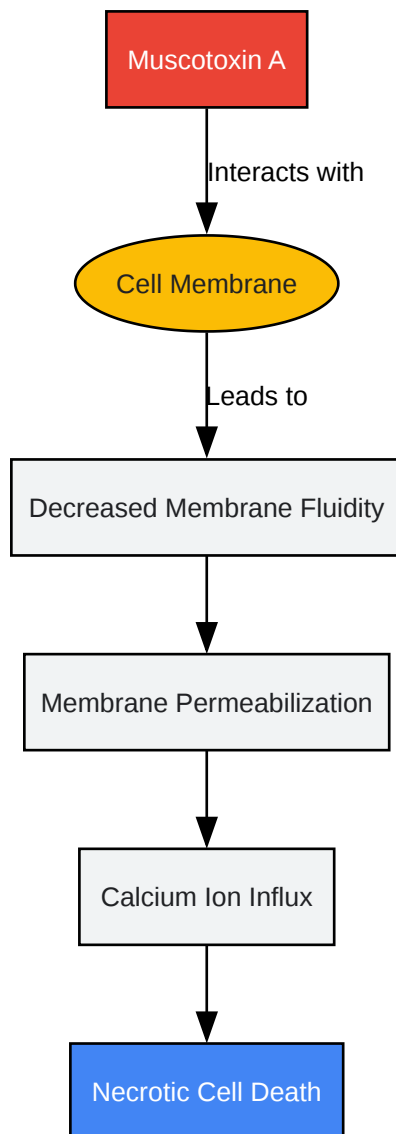 Muscotoxin A
Interacts with
Cell Membrane
Leads to
Decreased Membrane Fluidity
Membrane Permeabilization
Calcium Ion Influx
Necrotic Cell Death